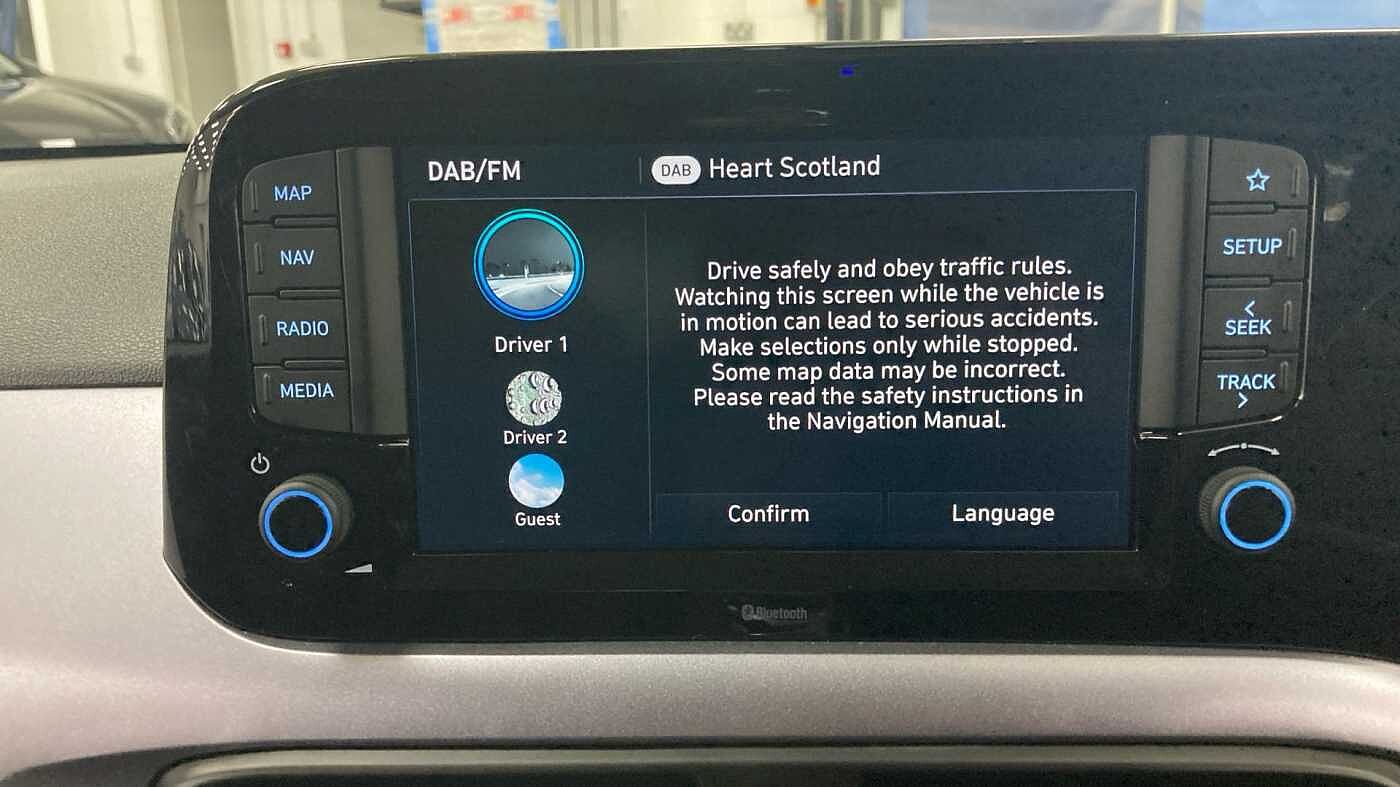 DAB/FM
DAB Heart Scotland
MAP
NAV
RADIO
MEDIA
Driver 1
Driver 2
Guest
Drive safely and obey traffic rules.
Watching this screen while the vehicle is
in motion can lead to serious accidents.
Make selections only while stopped.
Some map data may be incorrect.
Please read the safety instructions in
the Navigation Manual.
Confirm
Language
SETUP
< SEEK
TRACK >
Bluetooth